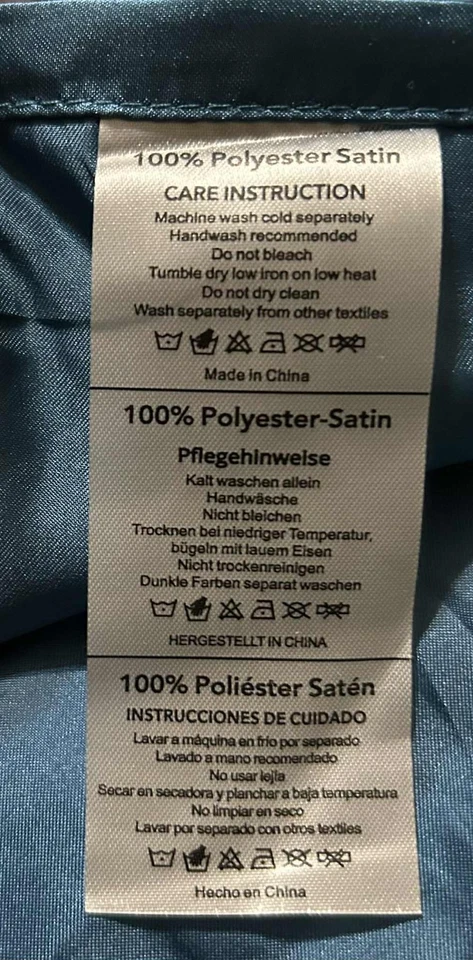 100% Polyester Satin
CARE INSTRUCTION
Machine wash cold separately
Handwash recommended
Do not bleach
Tumble dry low iron on low heat
Do not dry clean
Wash separately from other textiles
Made in China
100% Polyester-Satin
Pflegehinweise
Kalt waschen allein
Handwäsche
Nicht bleichen
Trocknen bei niedriger Temperatur,
bügeln mit lauem Eisen
Nicht trockenreinigen
Dunkle Farben separat waschen
HERGESTELLT IN CHINA
100% Poliéster Satén
INSTRUCCIONES DE CUIDADO
Lavar a máquina en frío por separado
Lavado a mano recomendado
No usar lejla
Secar en secadora y planchar a baja temporatura
No limpiar en seco
Lavar por separado con otros textiles
Hecho en China